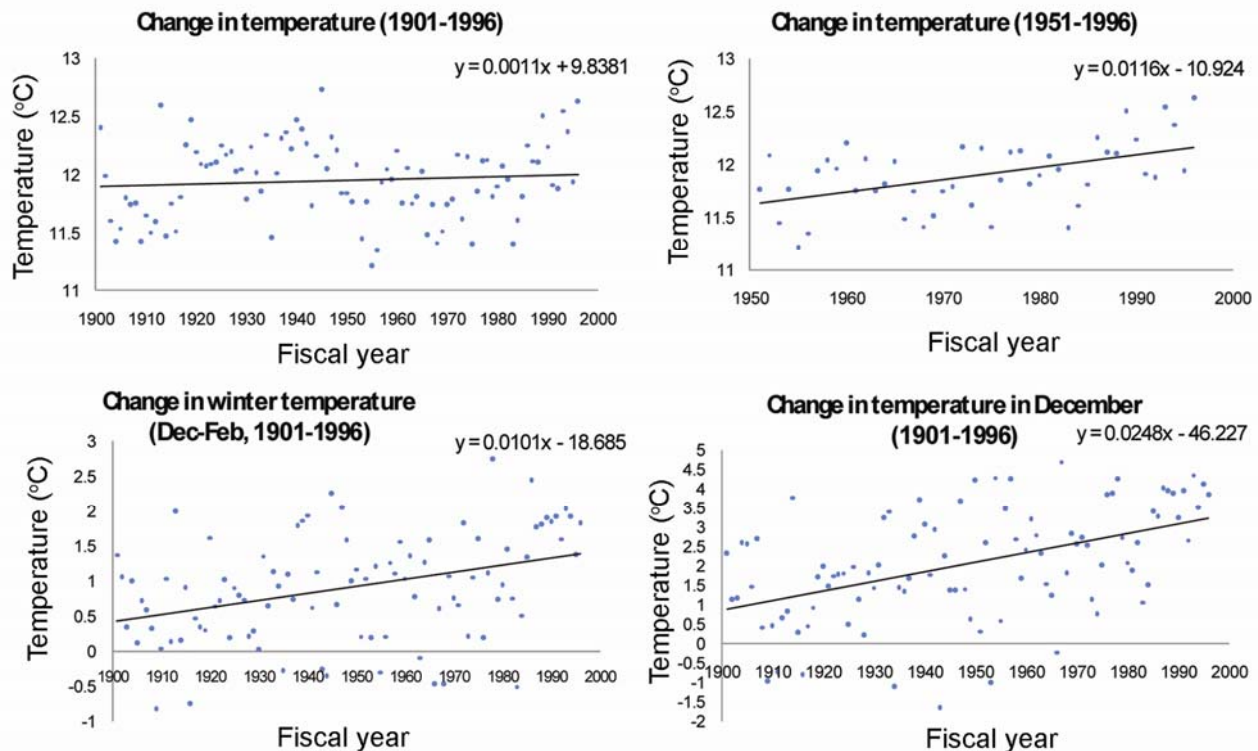 Change in temperature (1901-1996)
y = 0.0011x + 9.8381
Temperature (°C)
13
12.5
12
11.5
11
1900 1910 1920 1930 1940 1950 1960 1970 1980 1990 2000
Fiscal year
Change in temperature (1951-1996)
y = 0.0116x - 10.924
Temperature (°C)
13
12.5
12
11.5
11
1950 1960 1970 1980 1990 2000
Fiscal year
Change in winter temperature
(Dec-Feb, 1901-1996)
y = 0.0101x - 18.685
Temperature (°C)
3
2.5
2
1.5
1
0.5
0
-0.5
-1
1900 1910 1920 1930 1940 1950 1960 1970 1980 1990 2000
Fiscal year
Change in temperature in December
(1901-1996)
y = 0.0248x - 46.227
Temperature (°C)
5
4.5
4
3.5
3
2.5
2
1.5
1
0.5
0
-0.5
-1
-1.5
-2
1900 1910 1920 1930 1940 1950 1960 1970 1980 1990 2000
Fiscal year